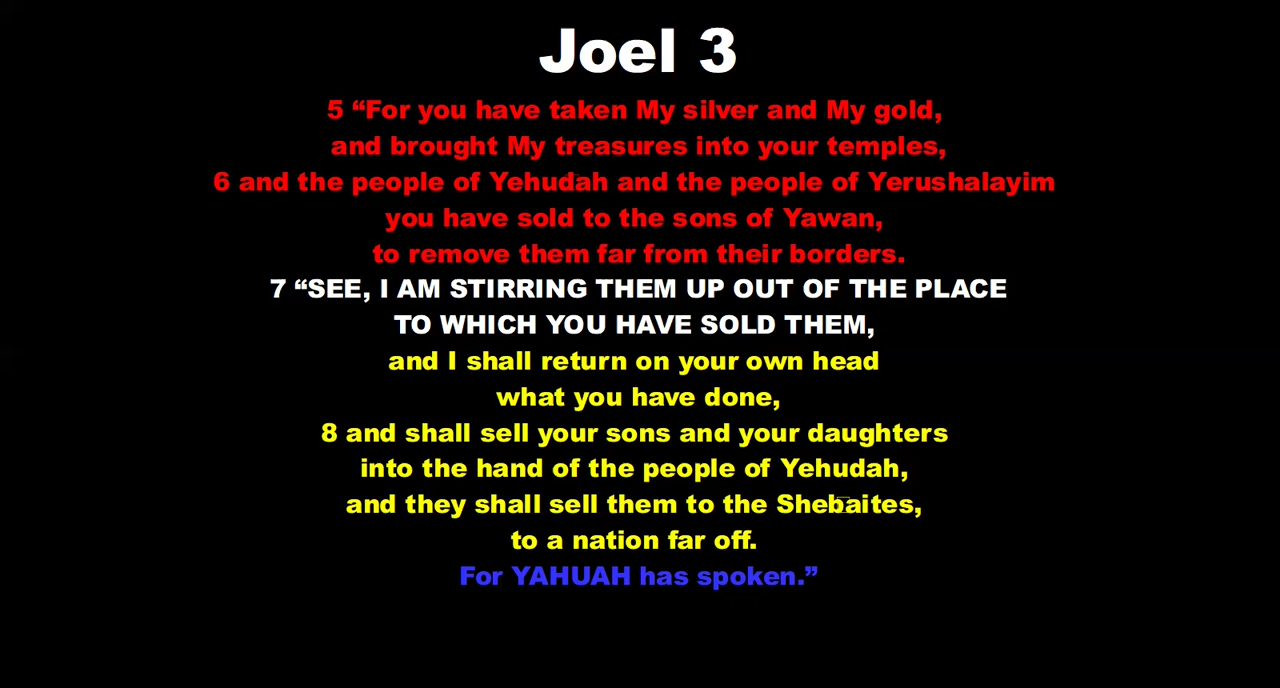 Joel 3
5 “For you have taken My silver and My gold,
and brought My treasures into your temples,
6 and the people of Yehudah and the people of Yerushalayim
you have sold to the sons of Yawan,
to remove them far from their borders.
7 “SEE, I AM STIRRING THEM UP OUT OF THE PLACE
TO WHICH YOU HAVE SOLD THEM,
and I shall return on your own head
what you have done,
8 and shall sell your sons and your daughters
into the hand of the people of Yehudah,
and they shall sell them to the Shebaites,
to a nation far off.
For YAHUAH has spoken.”